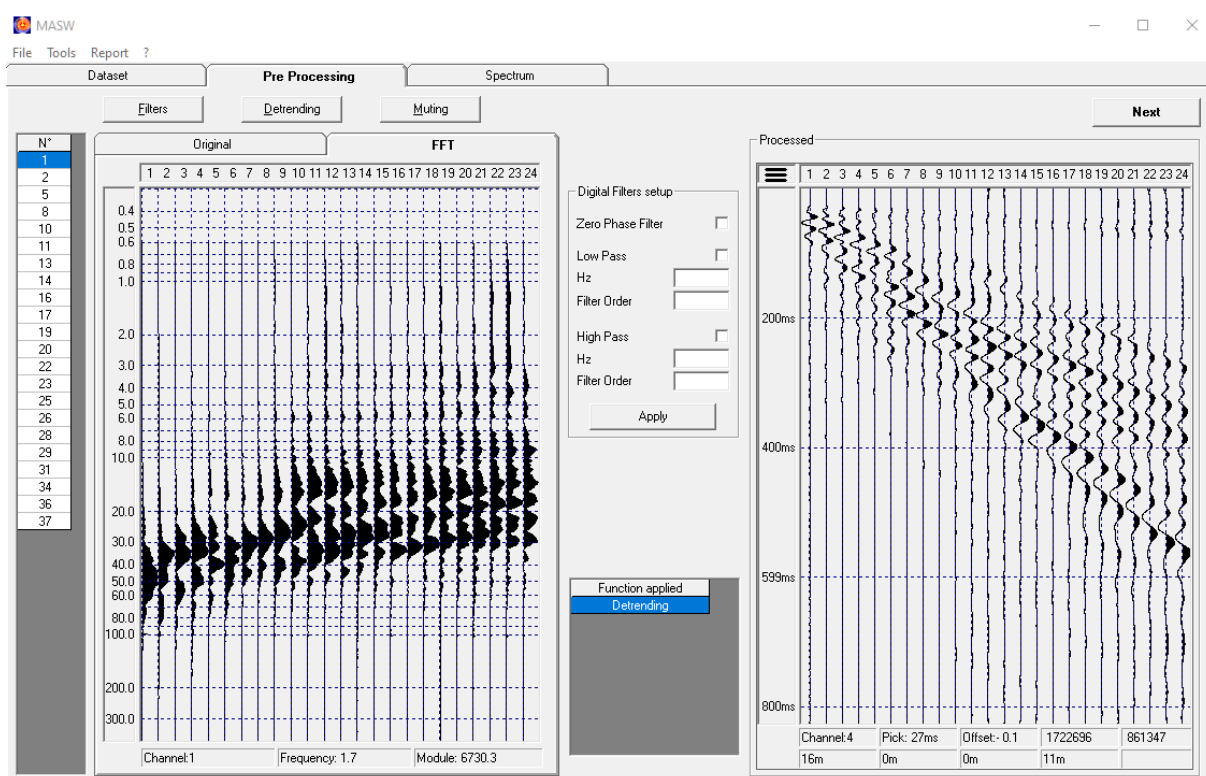 MASW
File Tools Report ?
Dataset Pre Processing Spectrum
Filters Detrending Muting
Next
N°
1
2
5
8
10
11
13
14
16
17
19
20
22
23
25
26
28
29
31
34
36
37
Original FFT
1 2 3 4 5 6 7 8 9 10 11 12 13 14 15 16 17 18 19 20 21 22 23 24
0.4
0.5
0.6
0.8
1.0
2.0
3.0
4.0
5.0
6.0
8.0
10.0
20.0
30.0
40.0
50.0
60.0
80.0
100.0
200.0
300.0
Channel:1 Frequency: 1.7 Module: 6730.3
Digital Filters setup
Zero Phase Filter
Low Pass
Hz
Filter Order
High Pass
Hz
Filter Order
Apply
Function applied
Detrending
Processed
1 2 3 4 5 6 7 8 9 10 11 12 13 14 15 16 17 18 19 20 21 22 23 24
200ms
400ms
599ms
800ms
Channel:4 Pick: 27ms Offset:- 0.1 1722696 861347
16m 0m 0m 11m